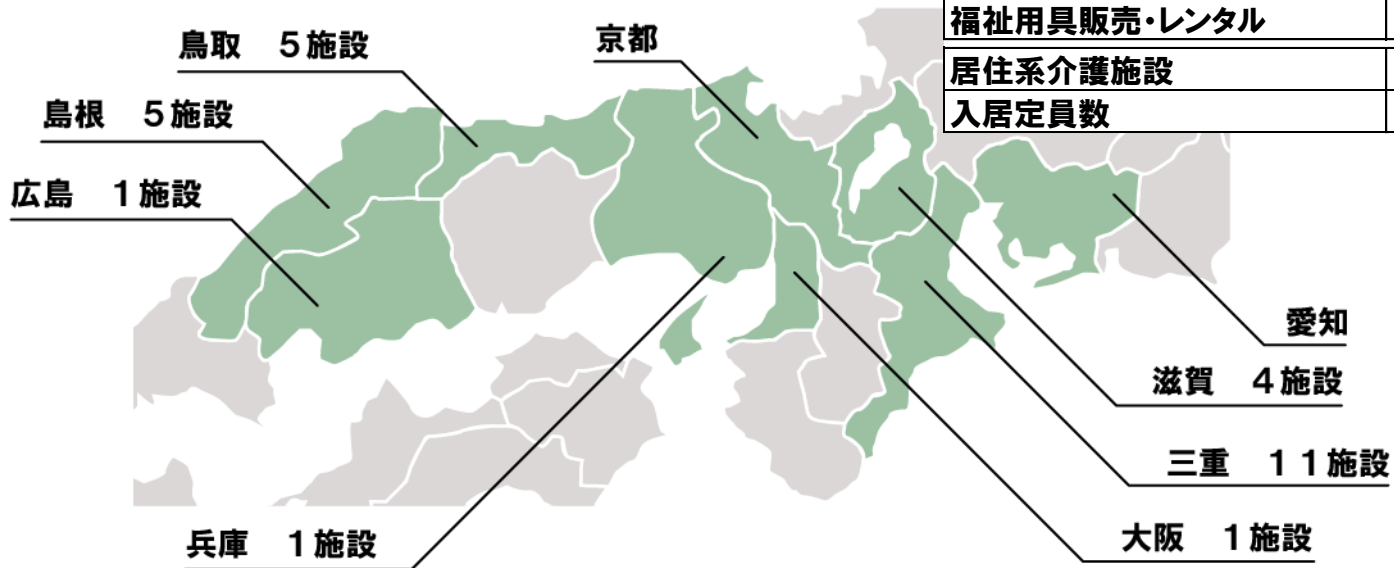 福祉用具販売・レンタル
居住系介護施設
入居定員数
鳥取　５施設
京都
島根　５施設
広島　１施設
愛知
滋賀　４施設
三重　１１施設
大阪　１施設
兵庫　１施設